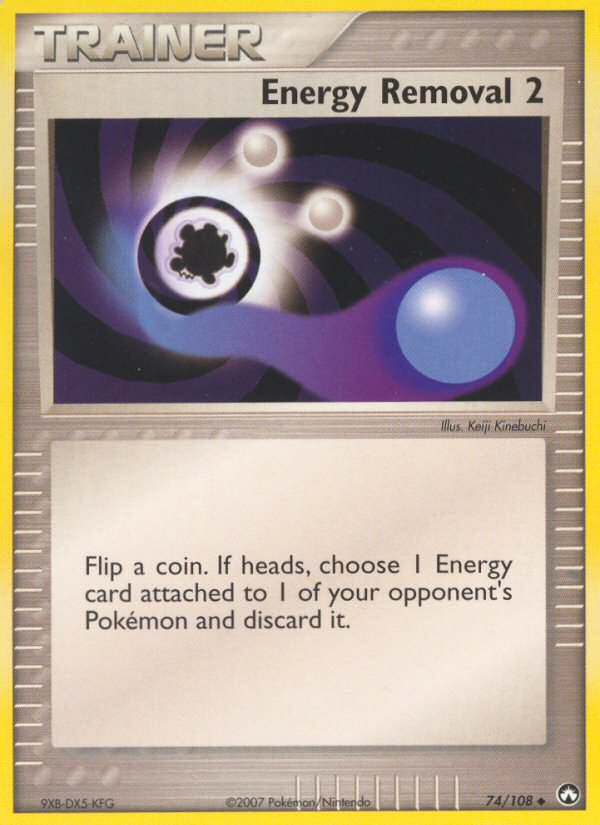 TRAINER
Energy Removal 2
Illus. Keiji Kinebuchi
Flip a coin. If heads, choose 1 Energy
card attached to 1 of your opponent's
Pokémon and discard it.
9XB-DX5-KFG
©2007 Pokémon/Nintendo
74/108